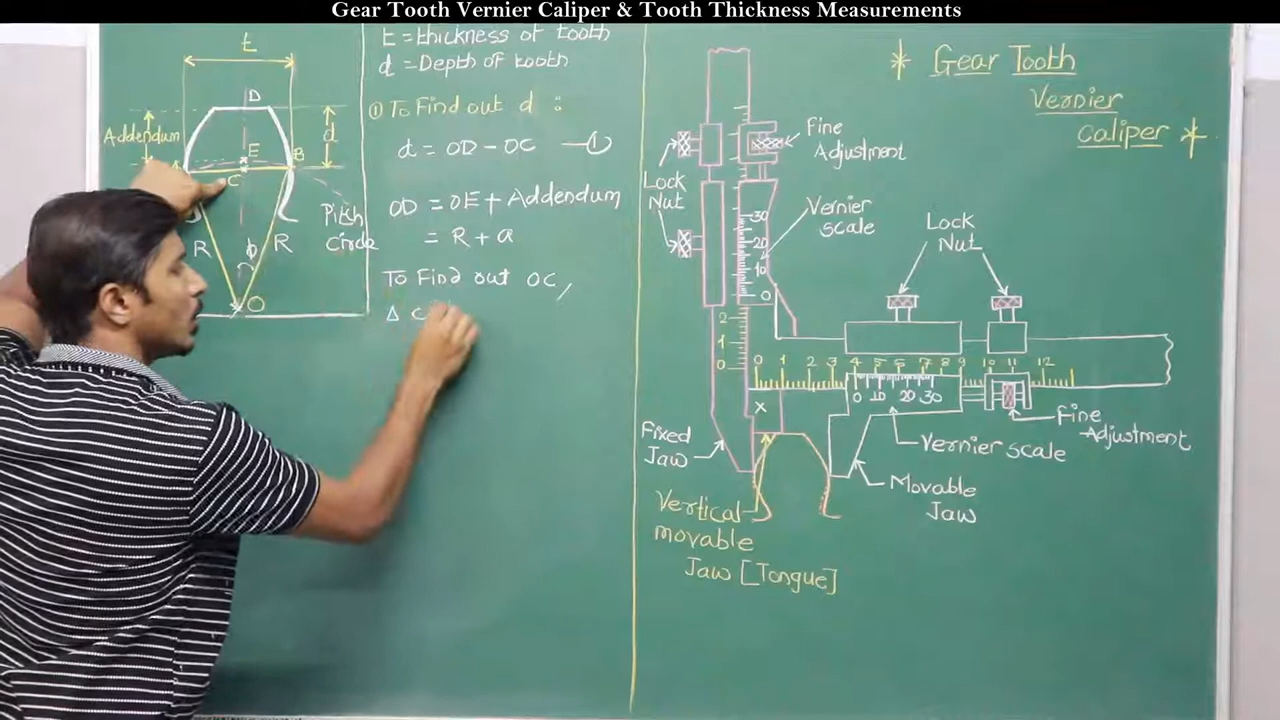 Gear Tooth Vernier Caliper & Tooth Thickness Measurements
t
D
Addendum
d
E
B
C
R
R
φ
O
Pitch
Circle
t = thickness of tooth
d = Depth of tooth
① To Find out d :
d = OD - OC — ①
OD = OE + Addendum
= R + a
To Find out OC,
Δ C
* Gear Tooth
Vernier
Caliper *
Fine
Adjustment
Lock
Nut
Vernier
Scale
30
20
10
0
2
1
0
Lock
Nut
0 1 2 3 4 5 6 7 8 9 10 11 12
0 10 20 30
X
Fixed
Jaw
Vernier scale
Fine
Adjustment
Movable
Jaw
Vertical
movable
Jaw [Tongue]